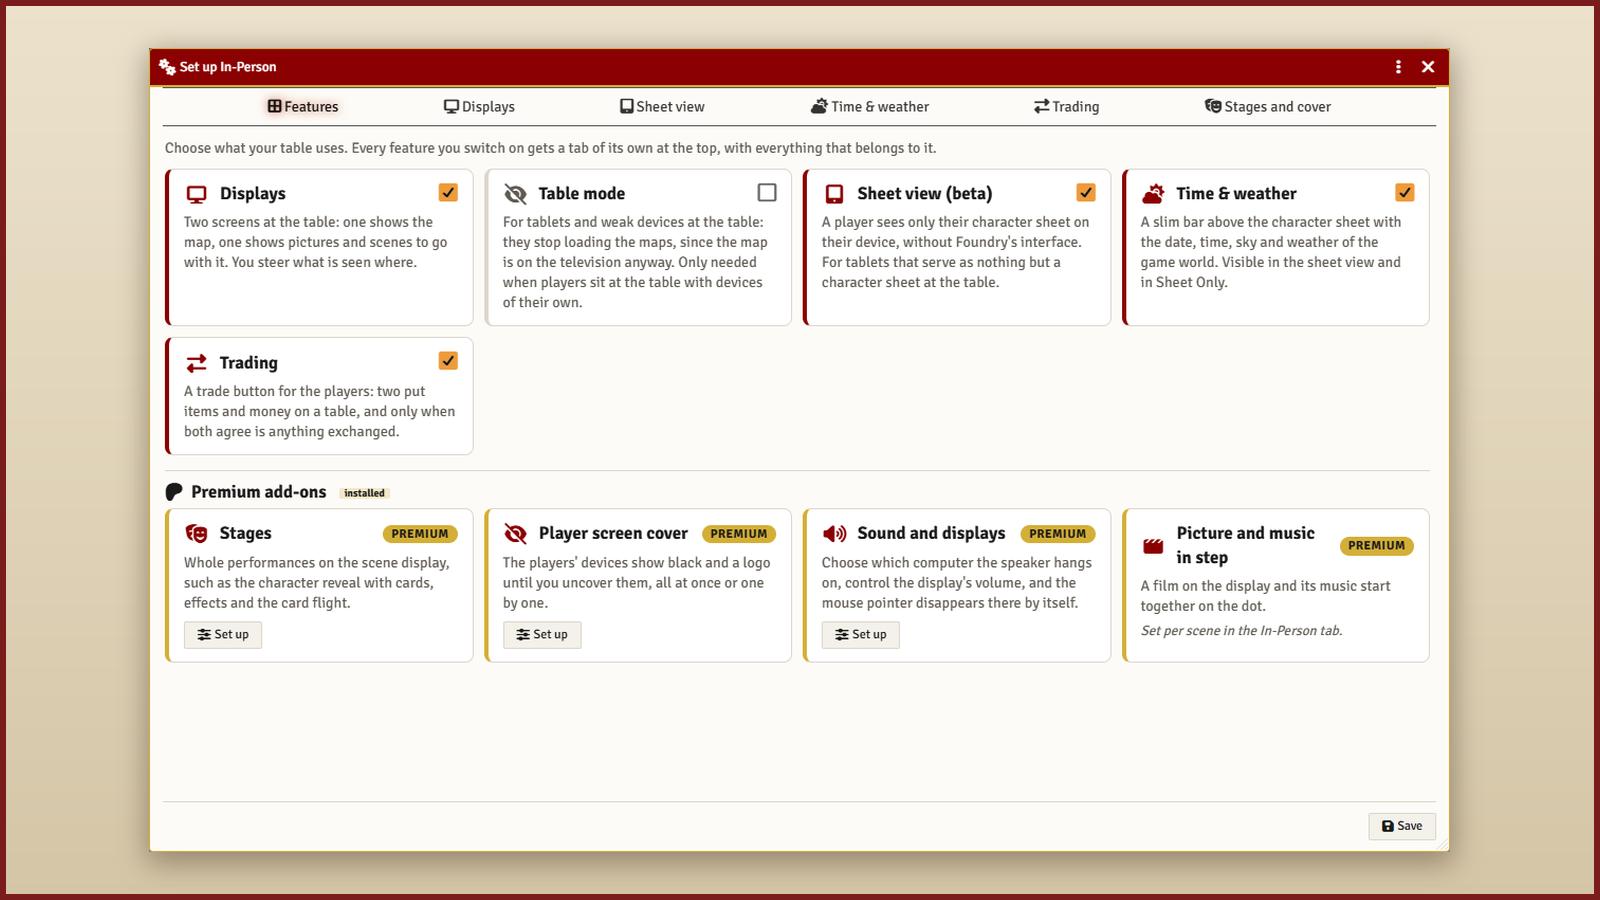 Set up In-Person
Features
Displays
Sheet view
Time & weather
Trading
Stages and cover
Choose what your table uses. Every feature you switch on gets a tab of its own at the top, with everything that belongs to it.
Displays
Two screens at the table: one shows the
map, one shows pictures and scenes to go
with it. You steer what is seen where.
Table mode
For tablets and weak devices at the table:
they stop loading the maps, since the map
is on the television anyway. Only needed
when players sit at the table with devices
of their own.
Sheet view (beta)
A player sees only their character sheet on
their device, without Foundry's interface.
For tablets that serve as nothing but a
character sheet at the table.
Time & weather
A slim bar above the character sheet with
the date, time, sky and weather of the
game world. Visible in the sheet view and
in Sheet Only.
Trading
A trade button for the players: two put
items and money on a table, and only when
both agree is anything exchanged.
Premium add-ons installed
Stages PREMIUM
Whole performances on the scene display,
such as the character reveal with cards,
effects and the card flight.
Set up
Player screen cover PREMIUM
The players' devices show black and a logo
until you uncover them, all at once or one
by one.
Set up
Sound and displays PREMIUM
Choose which computer the speaker hangs
on, control the display's volume, and the
mouse pointer disappears there by itself.
Set up
Picture and music
in step
PREMIUM
A film on the display and its music start
together on the dot.
Set per scene in the In-Person tab.
Save